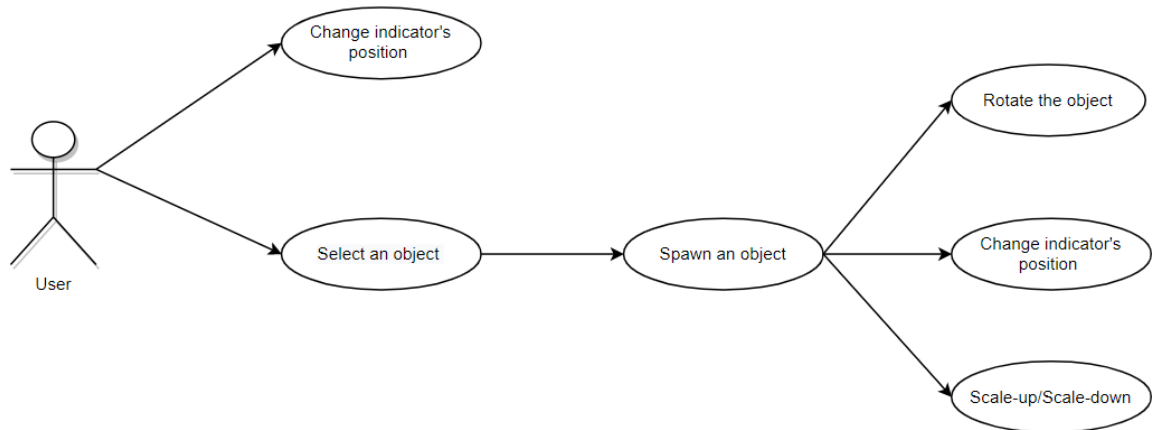 Change indicator's
position
Rotate the object
User
Select an object
Spawn an object
Change indicator's
position
Scale-up/Scale-down